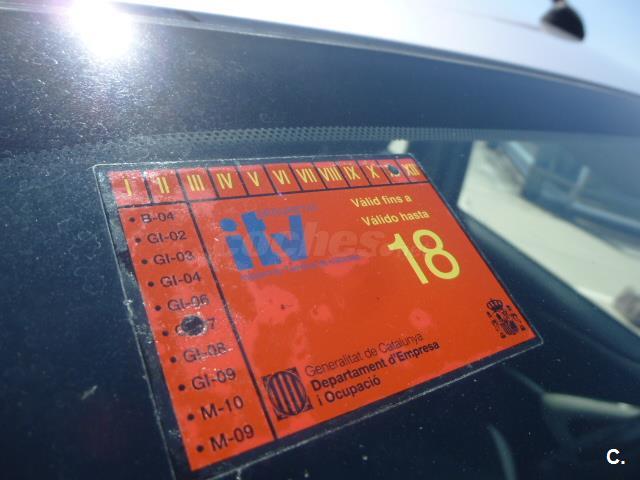 I II III IV V VI VII VIII IX X XII
B-04
GI-02
GI-03
GI-04
GI-06
GI-08
GI-09
M-10
M-09
itv
Vàlid fins a
Válido hasta
18
Generalitat de Catalunya
Departament d'Empresa
i Ocupació
C.